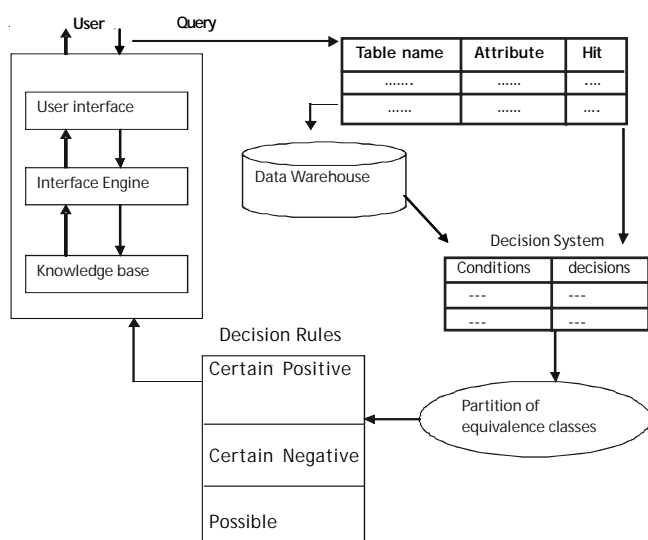 User
Query
Table name Attribute Hit
....... ...... ....
...... ...... ....
User interface
Interface Engine
Knowledge base
Data Warehouse
Decision System
Conditions decisions
--- ---
--- ---
Decision Rules
Certain Positive
Certain Negative
Possible
Partition of
equivalence classes